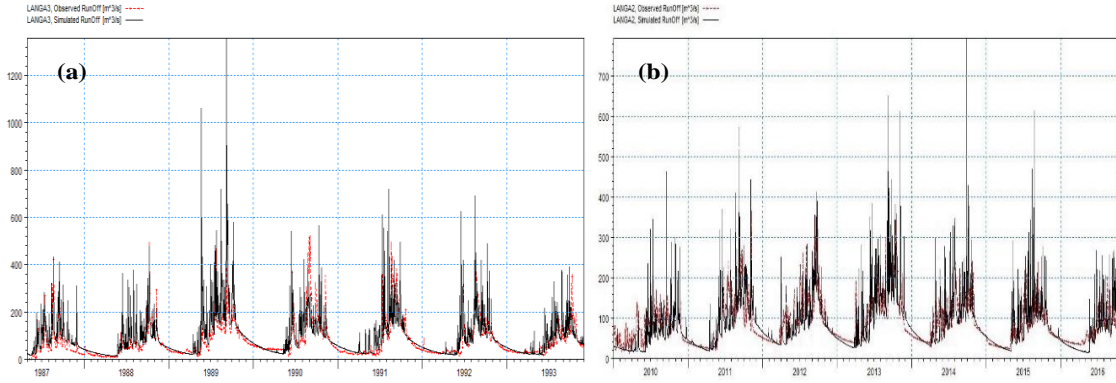 LANGA3, Observed RunOff [m^3/s]
LANGA3, Simulated RunOff [m^3/s]
(a)
1200
1000
800
600
400
200
0
1987 1988 1989 1990 1991 1992 1993
LANGA2, Observed RunOff [m^3/s]
LANGA2, Simulated RunOff [m^3/s]
(b)
700
600
500
400
300
200
100
0
2010 2011 2012 2013 2014 2015 2016